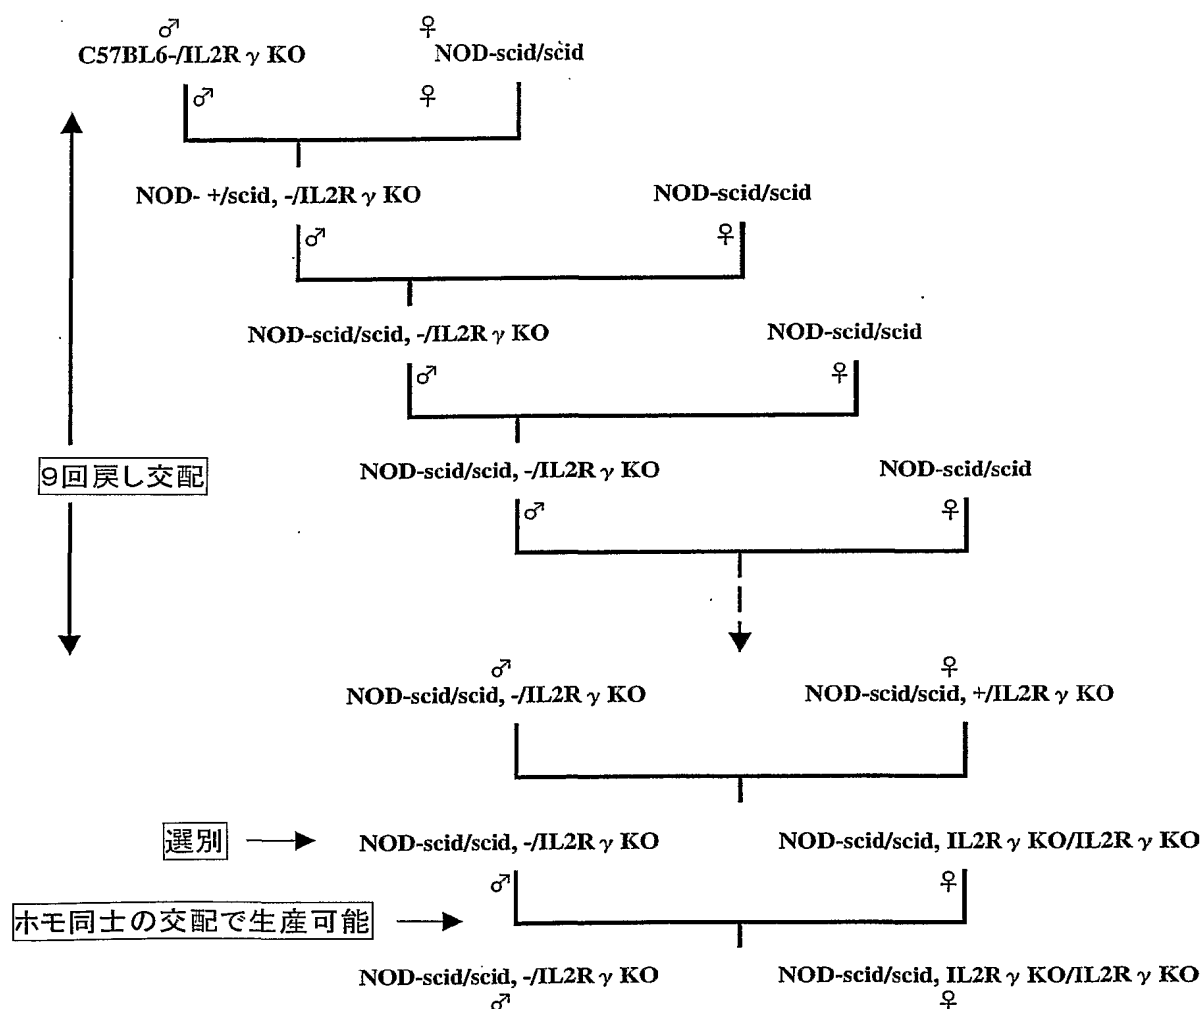 ♂ ♀
C57BL6-/IL2R γ KO NOD-scid/scid
♂ ♀
NOD- +/scid, -/IL2R γ KO NOD-scid/scid
♂ ♀
NOD-scid/scid, -/IL2R γ KO NOD-scid/scid
♂ ♀
9回戻し交配
NOD-scid/scid, -/IL2R γ KO NOD-scid/scid
♂ ♀
♂ ♀
NOD-scid/scid, -/IL2R γ KO NOD-scid/scid, +/IL2R γ KO
選別
NOD-scid/scid, -/IL2R γ KO NOD-scid/scid, IL2R γ KO/IL2R γ KO
♂ ♀
ホモ同士の交配で生産可能
NOD-scid/scid, -/IL2R γ KO NOD-scid/scid, IL2R γ KO/IL2R γ KO
♂ ♀